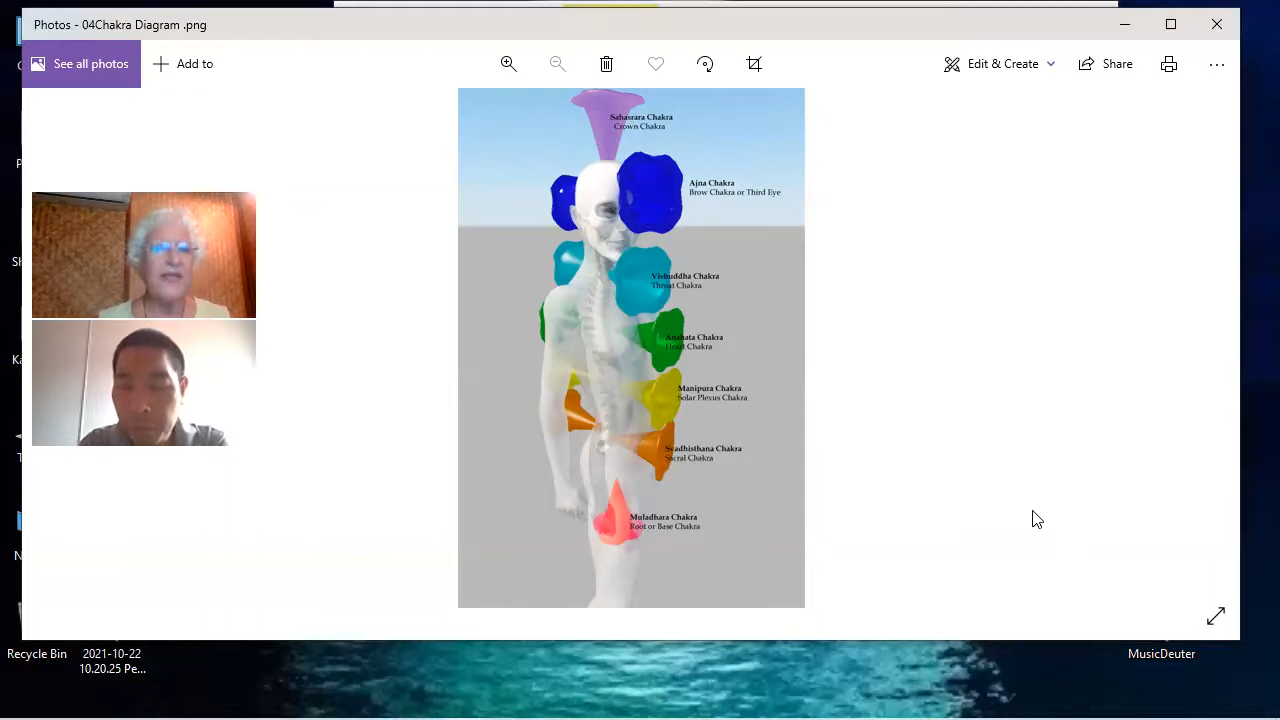 Photos - 04Chakra Diagram .png
See all photos
Add to
Edit & Create
Share
Sahasrara Chakra
Crown Chakra
Ajna Chakra
Brow Chakra or Third Eye
Vishuddha Chakra
Throat Chakra
Anahata Chakra
Heart Chakra
Manipura Chakra
Solar Plexus Chakra
Svadhisthana Chakra
Sacral Chakra
Muladhara Chakra
Root or Base Chakra
Recycle Bin
2021-10-22
10.20.25 Pe...
MusicDeuter